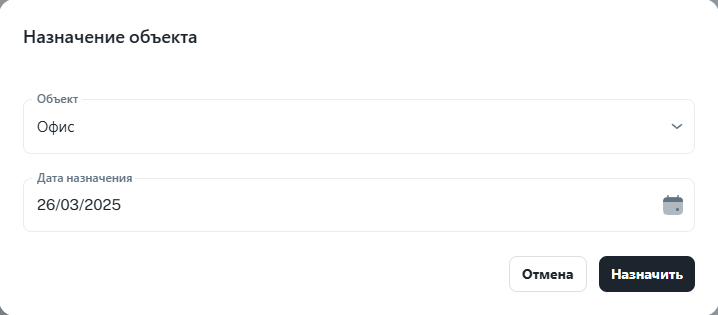 Назначение объекта
Объект
Офис
Дата назначения
26/03/2025
Отмена
Назначить